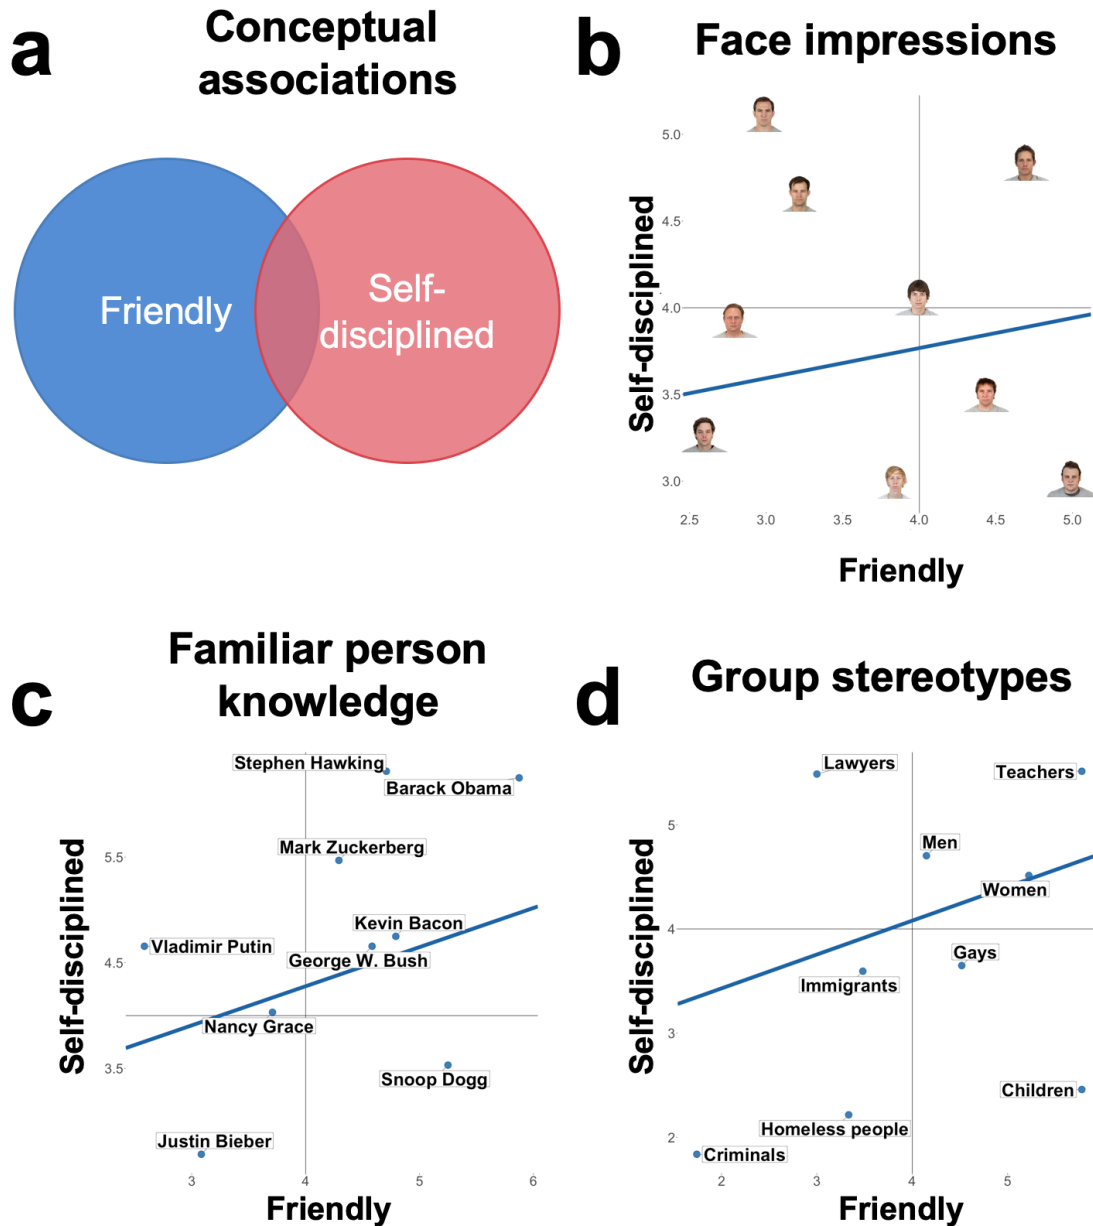 a
Conceptual
associations
Friendly
Self-
disciplined
b
Face impressions
Self-disciplined
5.0
4.5
4.0
3.5
3.0
2.5
3.0
3.5
4.0
4.5
5.0
Friendly
c
Familiar person
knowledge
Self-disciplined
5.5
4.5
3.5
Stephen Hawking
Barack Obama
Mark Zuckerberg
Kevin Bacon
Vladimir Putin
George W. Bush
Nancy Grace
Snoop Dogg
Justin Bieber
3
4
5
6
Friendly
d
Group stereotypes
Self-disciplined
5
4
3
2
Lawyers
Teachers
Men
Women
Gays
Immigrants
Children
Homeless people
Criminals
2
3
4
5
Friendly